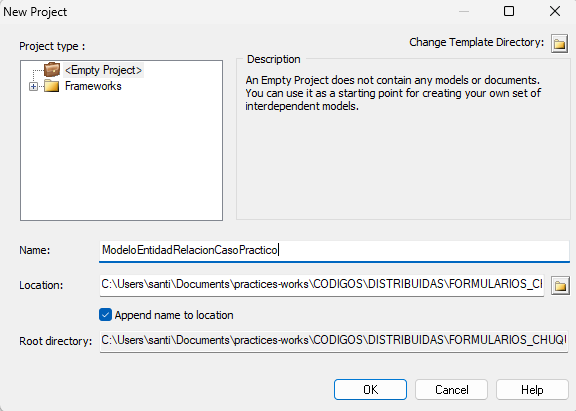 New Project
Project type :
Change Template Directory:
<Empty Project>
Frameworks
Description
An Empty Project does not contain any models or documents.
You can use it as a starting point for creating your own set of
interdependent models.
Name:
ModeloEntidadRelacionCasoPractico
Location:
C:\Users\santi\Documents\practices-works\CODIGOS\DISTRIBUIDAS\FORMULARIOS_CI
Append name to location
Root directory:
C:\Users\santi\Documents\practices-works\CODIGOS\DISTRIBUIDAS\FORMULARIOS_CHUQU
OK
Cancel
Help